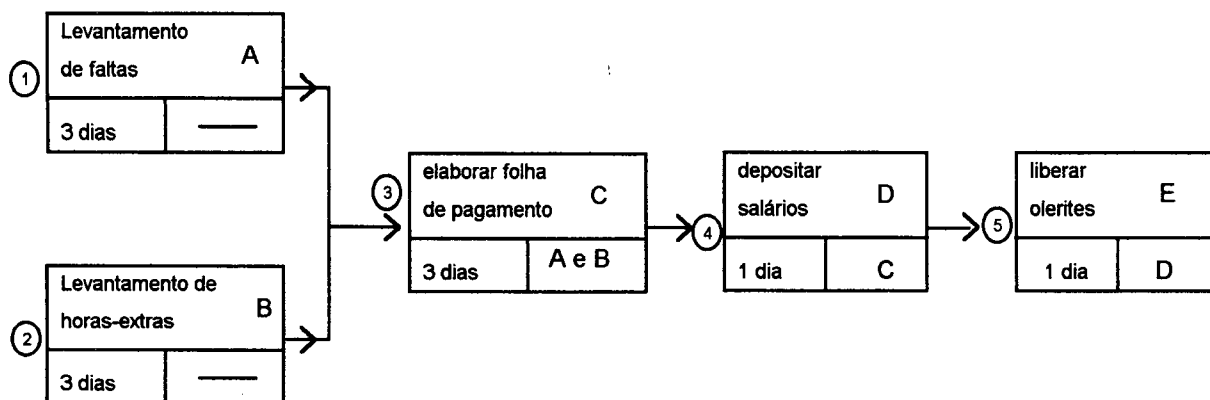 1
Levantamento
de faltas
A
3 dias
2
Levantamento de
horas-extras
B
3 dias
3
elaborar folha
de pagamento
C
3 dias
A e B
4
depositar
salários
D
1 dia
C
5
liberar
olerites
E
1 dia
D